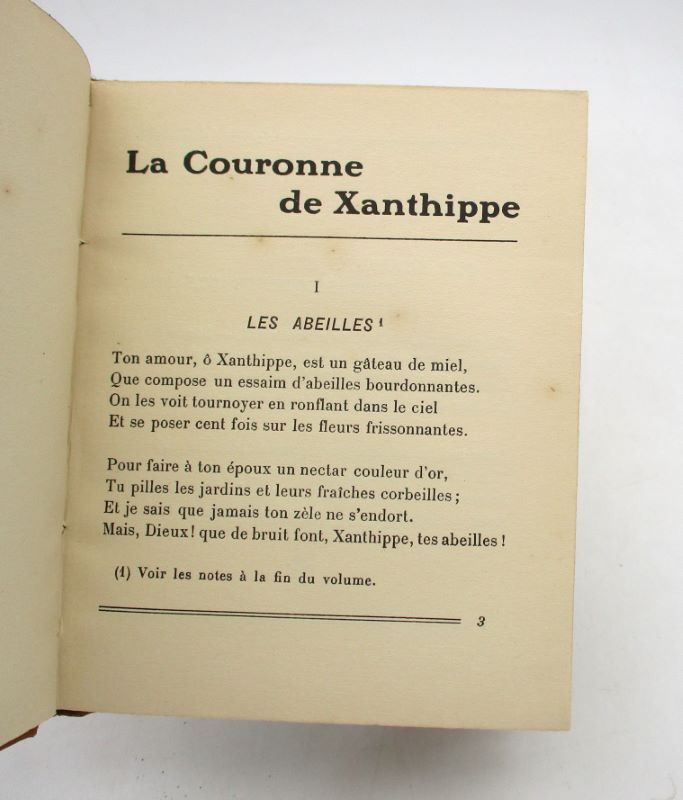 La Couronne
de Xanthippe
I
LES ABEILLES¹
Ton amour, ô Xanthippe, est un gâteau de miel,
Que compose un essaim d'abeilles bourdonnantes.
On les voit tournoyer en ronflant dans le ciel
Et se poser cent fois sur les fleurs frissonnantes.
Pour faire à ton époux un nectar couleur d'or,
Tu pilles les jardins et leurs fraîches corbeilles ;
Et je sais que jamais ton zèle ne s'endort.
Mais, Dieux ! que de bruit font, Xanthippe, tes abeilles !
(1) Voir les notes à la fin du volume.
3